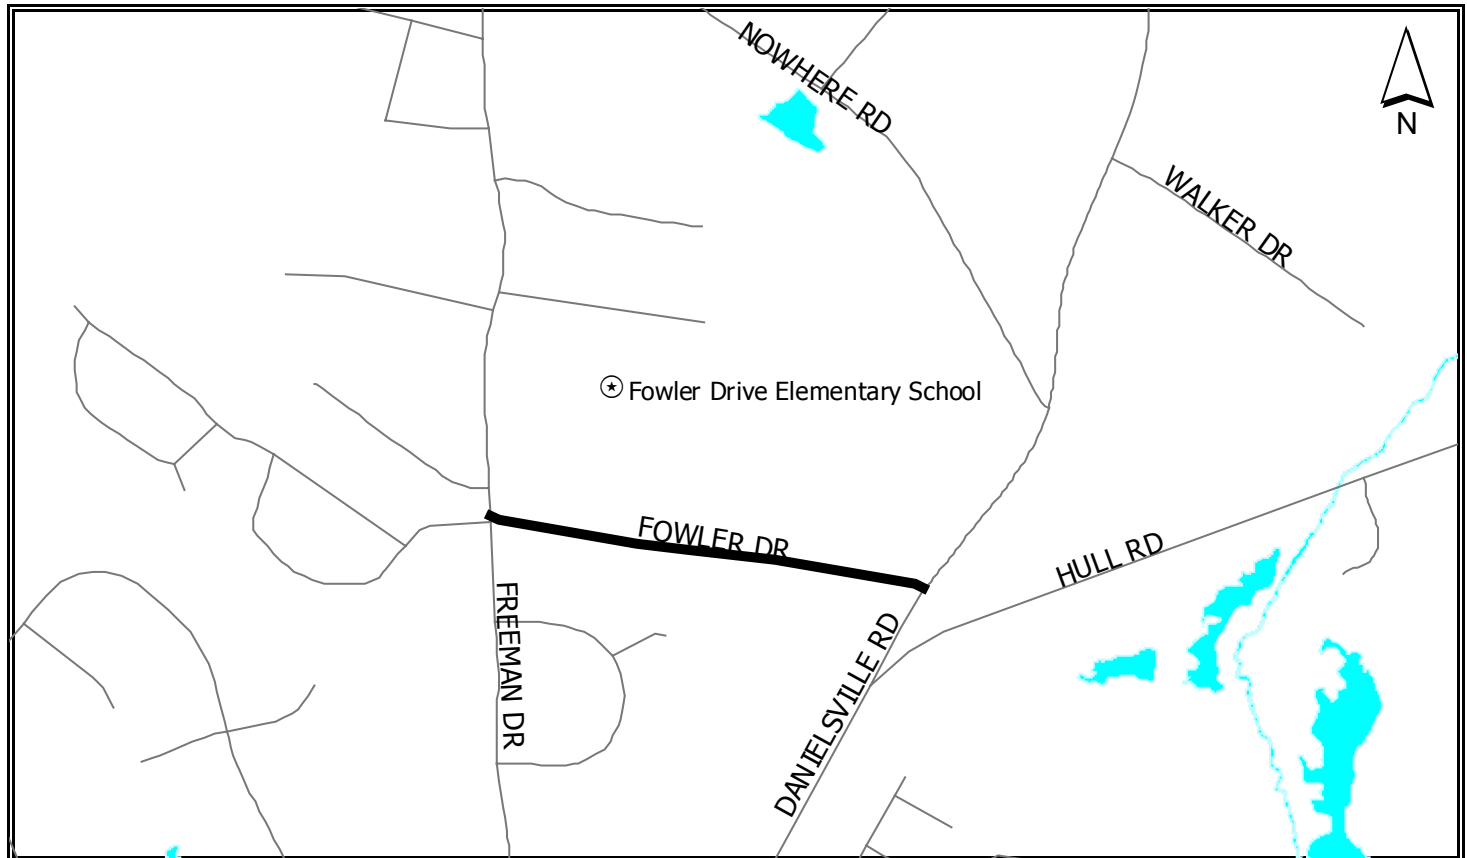 NOWHERE RD
N
WALKER DR
Fowler Drive Elementary School
FOWLER DR
HULL RD
FREEMAN DR
DANIELSVILLE RD